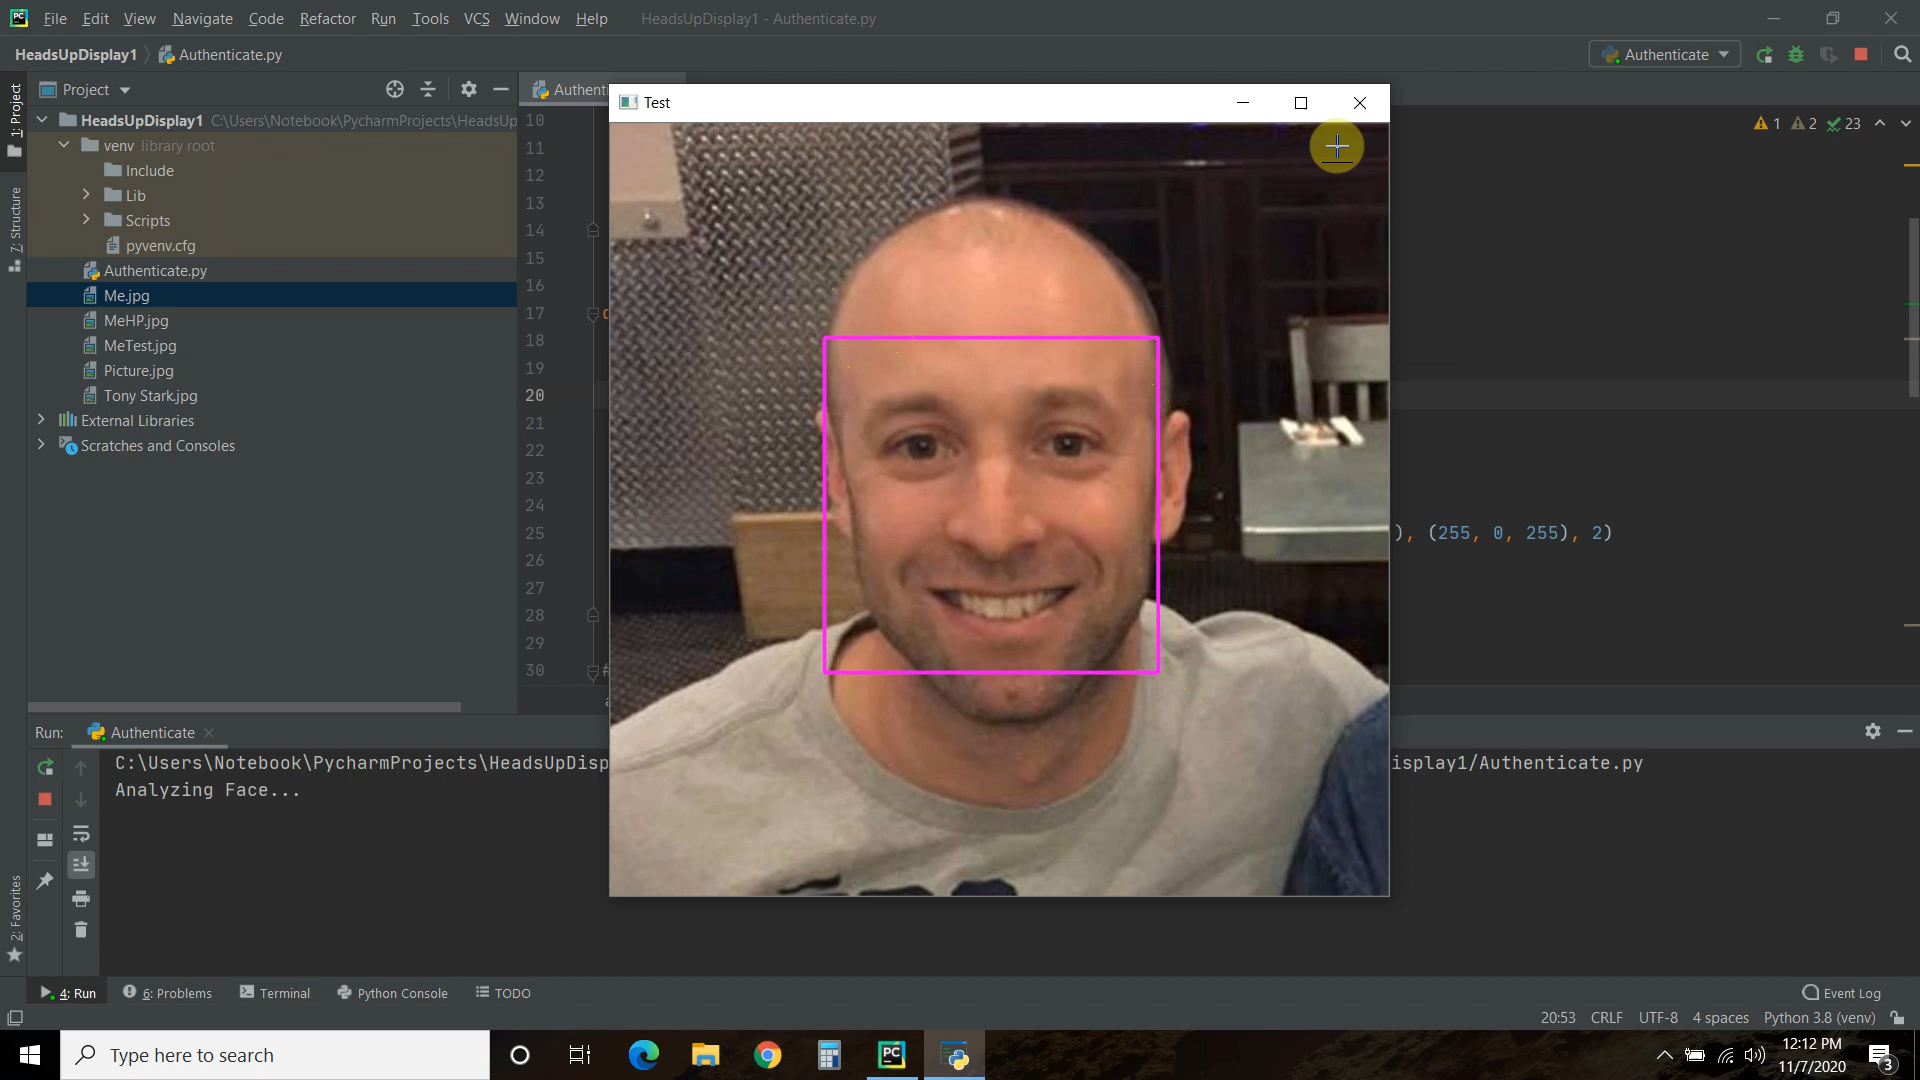 PC File Edit View Navigate Code Refactor Run Tools VCS Window Help HeadsUpDisplay1 - Authenticate.py
HeadsUpDisplay1 Authenticate.py Authenticate
1: Project
7: Structure
2: Favorites
Project
HeadsUpDisplay1 C:\Users\Notebook\PycharmProjects\HeadsUp
venv library root
Include
Lib
Scripts
pyvenv.cfg
Authenticate.py
Me.jpg
MeHP.jpg
MeTest.jpg
Picture.jpg
Tony Stark.jpg
External Libraries
Scratches and Consoles
Authenti
Test
1 2 23
10
11
12
13
14
15
16
17
18
19
20
21
22
23
24
25 ), (255, 0, 255), 2)
26
27
28
29
30 #
Run: Authenticate
C:\Users\Notebook\PycharmProjects\HeadsUpDisp isplay1/Authenticate.py
Analyzing Face...
4: Run 6: Problems Terminal Python Console TODO Event Log
20:53 CRLF UTF-8 4 spaces Python 3.8 (venv)
Type here to search
PC
12:12 PM
11/7/2020
3